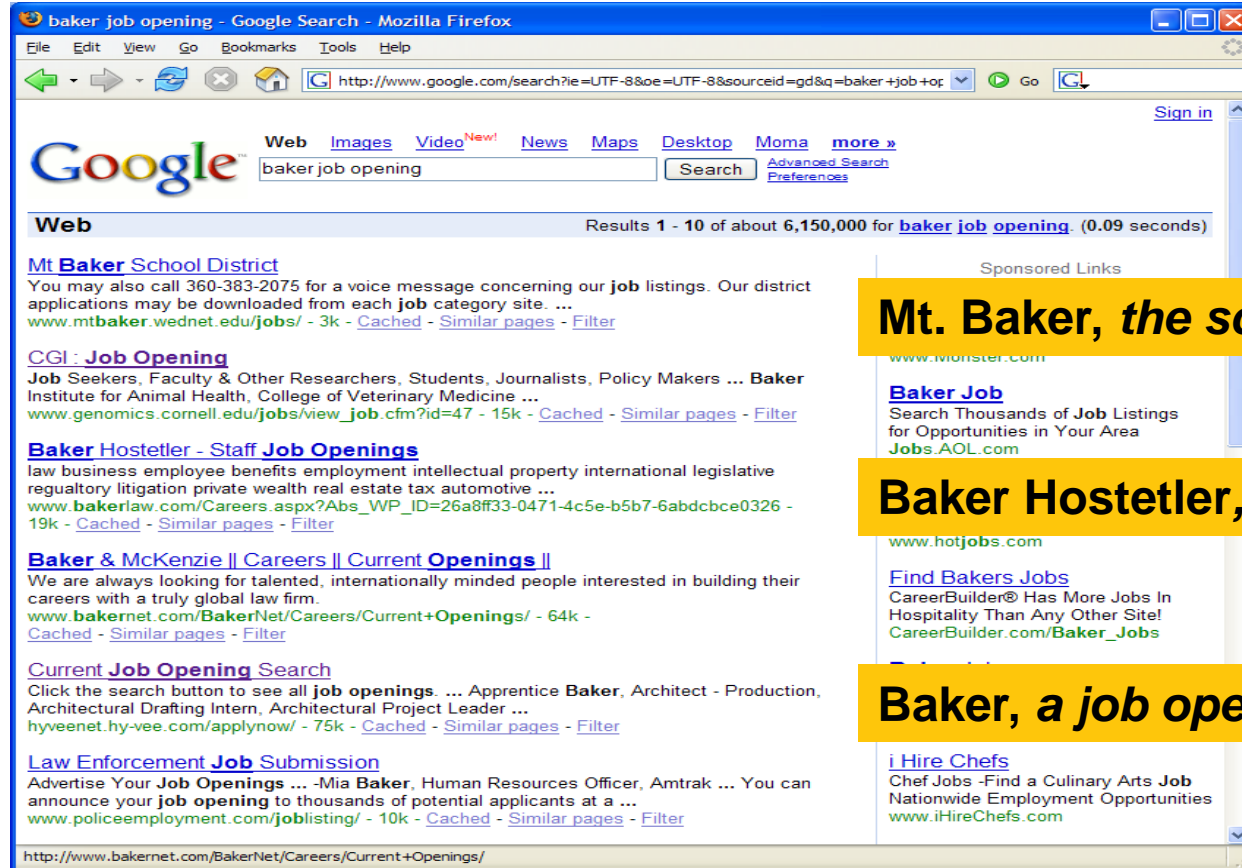 baker job opening - Google Search - Mozilla Firefox
File Edit View Go Bookmarks Tools Help
http://www.google.com/search?ie=UTF-8&oe=UTF-8&sourceid=gd&q=baker+job+op Go
Sign in
Google
Web Images Video New! News Maps Desktop Moma more »
baker job opening Search Advanced Search
Preferences
Web Results 1 - 10 of about 6,150,000 for baker job opening. (0.09 seconds)
Mt Baker School District
You may also call 360-383-2075 for a voice message concerning our job listings. Our district
applications may be downloaded from each job category site. ...
www.mtbaker.wednet.edu/jobs/ - 3k - Cached - Similar pages - Filter
CGI : Job Opening
Job Seekers, Faculty & Other Researchers, Students, Journalists, Policy Makers ... Baker
Institute for Animal Health, College of Veterinary Medicine ...
www.genomics.cornell.edu/jobs/view_job.cfm?id=47 - 15k - Cached - Similar pages - Filter
Baker Hostetler - Staff Job Openings
law business employee benefits employment intellectual property international legislative
regualtory litigation private wealth real estate tax automotive ...
www.bakerlaw.com/Careers.aspx?Abs_WP_ID=26a8ff33-0471-4c5e-b5b7-6abdcbce0326 -
19k - Cached - Similar pages - Filter
Baker & McKenzie || Careers || Current Openings ||
We are always looking for talented, internationally minded people interested in building their
careers with a truly global law firm.
www.bakernet.com/BakerNet/Careers/Current+Openings/ - 64k -
Cached - Similar pages - Filter
Current Job Opening Search
Click the search button to see all job openings. ... Apprentice Baker, Architect - Production,
Architectural Drafting Intern, Architectural Project Leader ...
hyveenet.hy-vee.com/applynow/ - 75k - Cached - Similar pages - Filter
Law Enforcement Job Submission
Advertise Your Job Openings ... -Mia Baker, Human Resources Officer, Amtrak ... You can
announce your job opening to thousands of potential applicants at a ...
www.policeemployment.com/joblisting/ - 10k - Cached - Similar pages - Filter
Sponsored Links
Mt. Baker, the sc
www.Monster.com
Baker Job
Search Thousands of Job Listings
for Opportunities in Your Area
Jobs.AOL.com
Baker Hostetler,
www.hotjobs.com
Find Bakers Jobs
CareerBuilder® Has More Jobs In
Hospitality Than Any Other Site!
CareerBuilder.com/Baker_Jobs
Baker, a job ope
i Hire Chefs
Chef Jobs -Find a Culinary Arts Job
Nationwide Employment Opportunities
www.iHireChefs.com
http://www.bakernet.com/BakerNet/Careers/Current+Openings/